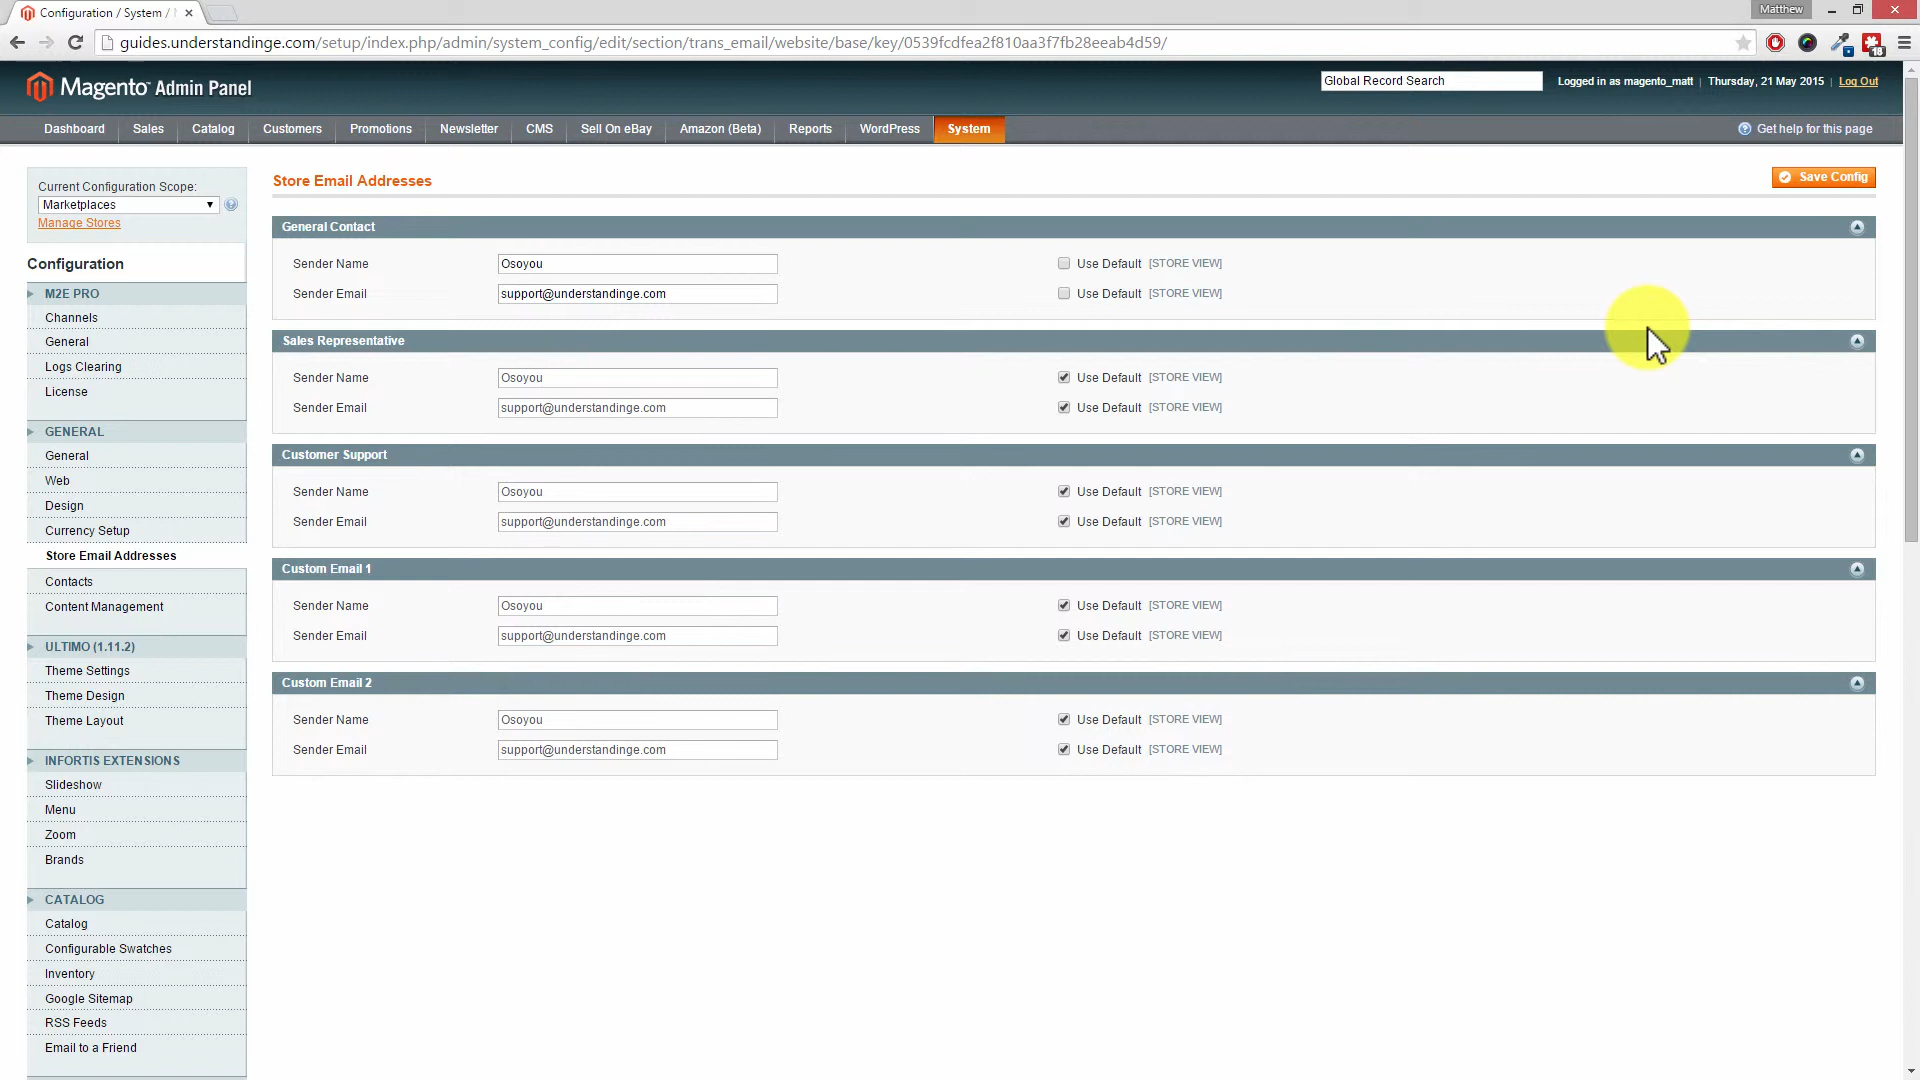 Configuration / System /
Matthew
guides.understandinge.com/setup/index.php/admin/system_config/edit/section/trans_email/website/base/key/0539fcdfea2f810aa3f7fb28eeab4d59/
18
Magento Admin Panel
Global Record Search
Logged in as magento_matt | Thursday, 21 May 2015 | Log Out
Dashboard Sales Catalog Customers Promotions Newsletter CMS Sell On eBay Amazon (Beta) Reports WordPress System
Get help for this page
Current Configuration Scope:
Marketplaces
Manage Stores
Configuration
M2E PRO
Channels
General
Logs Clearing
License
GENERAL
General
Web
Design
Currency Setup
Store Email Addresses
Contacts
Content Management
ULTIMO (1.11.2)
Theme Settings
Theme Design
Theme Layout
INFORTIS EXTENSIONS
Slideshow
Menu
Zoom
Brands
CATALOG
Catalog
Configurable Swatches
Inventory
Google Sitemap
RSS Feeds
Email to a Friend
Store Email Addresses
Save Config
General Contact
Sender Name Osoyou Use Default [STORE VIEW]
Sender Email support@understandinge.com Use Default [STORE VIEW]
Sales Representative
Sender Name Osoyou Use Default [STORE VIEW]
Sender Email support@understandinge.com Use Default [STORE VIEW]
Customer Support
Sender Name Osoyou Use Default [STORE VIEW]
Sender Email support@understandinge.com Use Default [STORE VIEW]
Custom Email 1
Sender Name Osoyou Use Default [STORE VIEW]
Sender Email support@understandinge.com Use Default [STORE VIEW]
Custom Email 2
Sender Name Osoyou Use Default [STORE VIEW]
Sender Email support@understandinge.com Use Default [STORE VIEW]